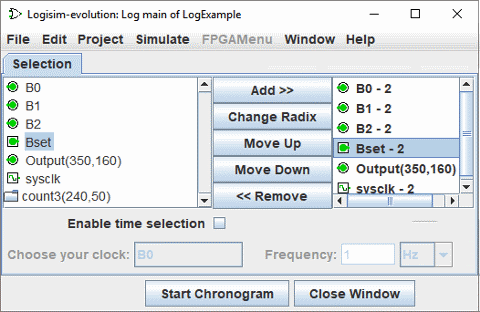 Logisim-evolution: Log main of LogExample
File Edit Project Simulate FPGAMenu Window Help
Selection
B0
B1
B2
Bset
Output(350,160)
sysclk
count3(240,50)
Add >>
Change Radix
Move Up
Move Down
<< Remove
B0 - 2
B1 - 2
B2 - 2
Bset - 2
Output(350,160)
sysclk - 2
Enable time selection
Choose your clock: B0 Frequency: 1 Hz
Start Chronogram Close Window